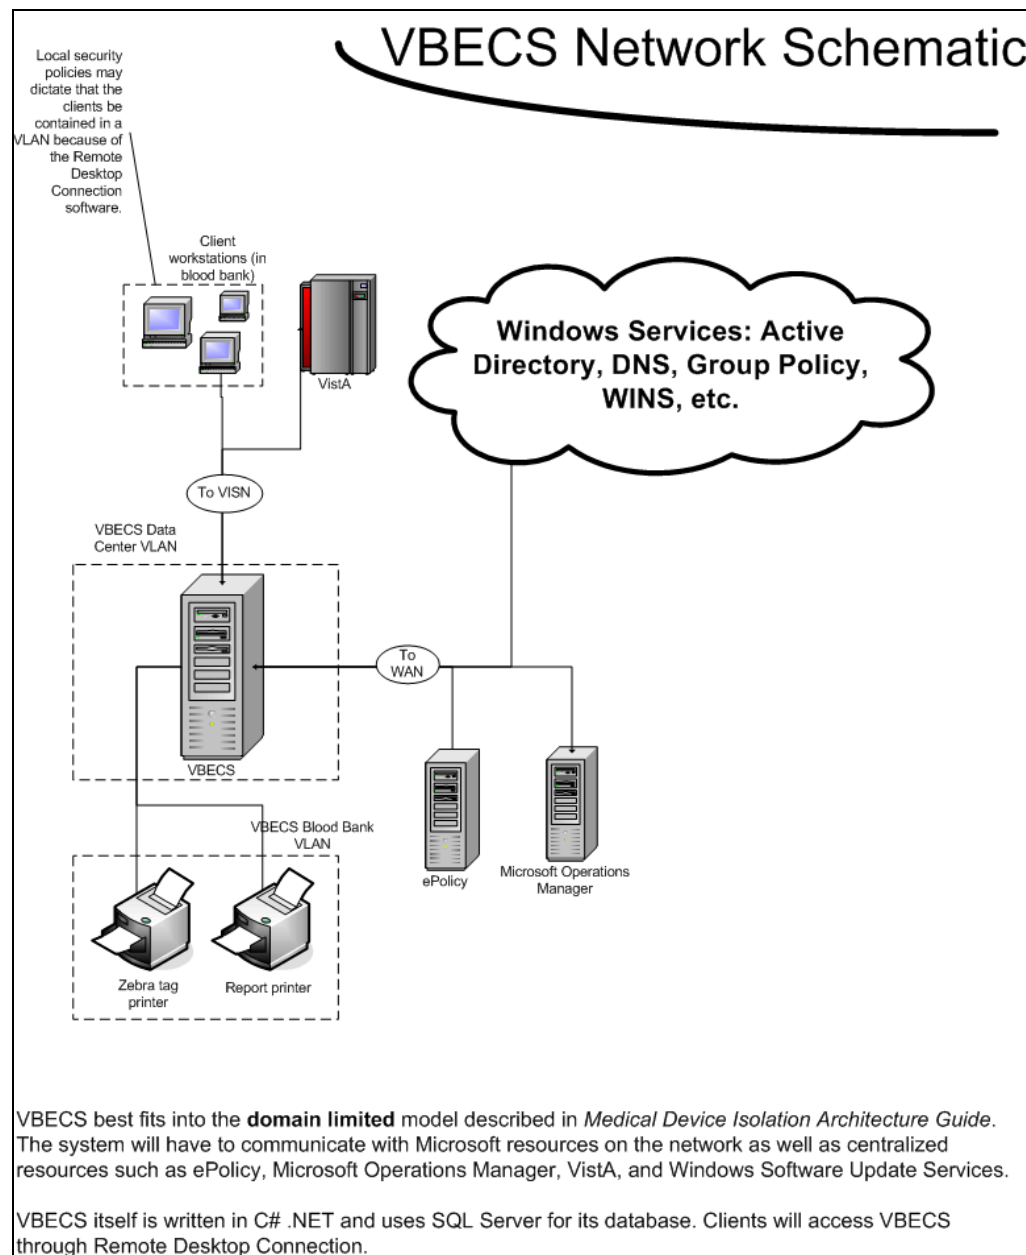 VBECS Network Schematic
Local security
policies may
dictate that the
clients be
contained in a
VLAN because of
the Remote
Desktop
Connection
software.
Client
workstations (in
blood bank)
VistA
Windows Services: Active
Directory, DNS, Group Policy,
WINS, etc.
To VISN
VBECS Data
Center VLAN
To
WAN
VBECS
ePolicy
Microsoft Operations
Manager
VBECS Blood Bank
VLAN
Zebra tag
printer
Report printer
VBECS best fits into the domain limited model described in Medical Device Isolation Architecture Guide.
The system will have to communicate with Microsoft resources on the network as well as centralized
resources such as ePolicy, Microsoft Operations Manager, VistA, and Windows Software Update Services.
VBECS itself is written in C# .NET and uses SQL Server for its database. Clients will access VBECS
through Remote Desktop Connection.